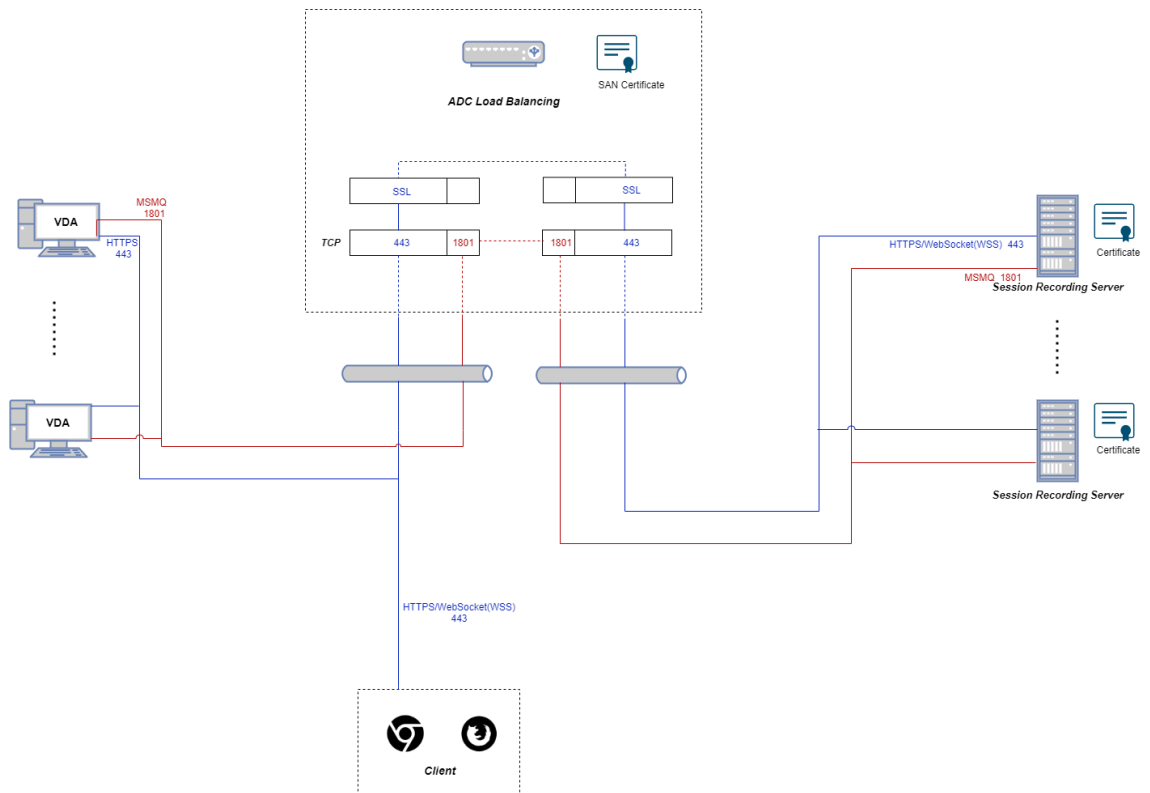 SAN Certificate
ADC Load Balancing
SSL
SSL
TCP
443
1801
1801
443
VDA
MSMQ
1801
HTTPS
443
VDA
HTTPS/WebSocket(WSS) 443
Certificate
MSMQ 1801
Session Recording Server
Certificate
Session Recording Server
HTTPS/WebSocket(WSS)
443
Client